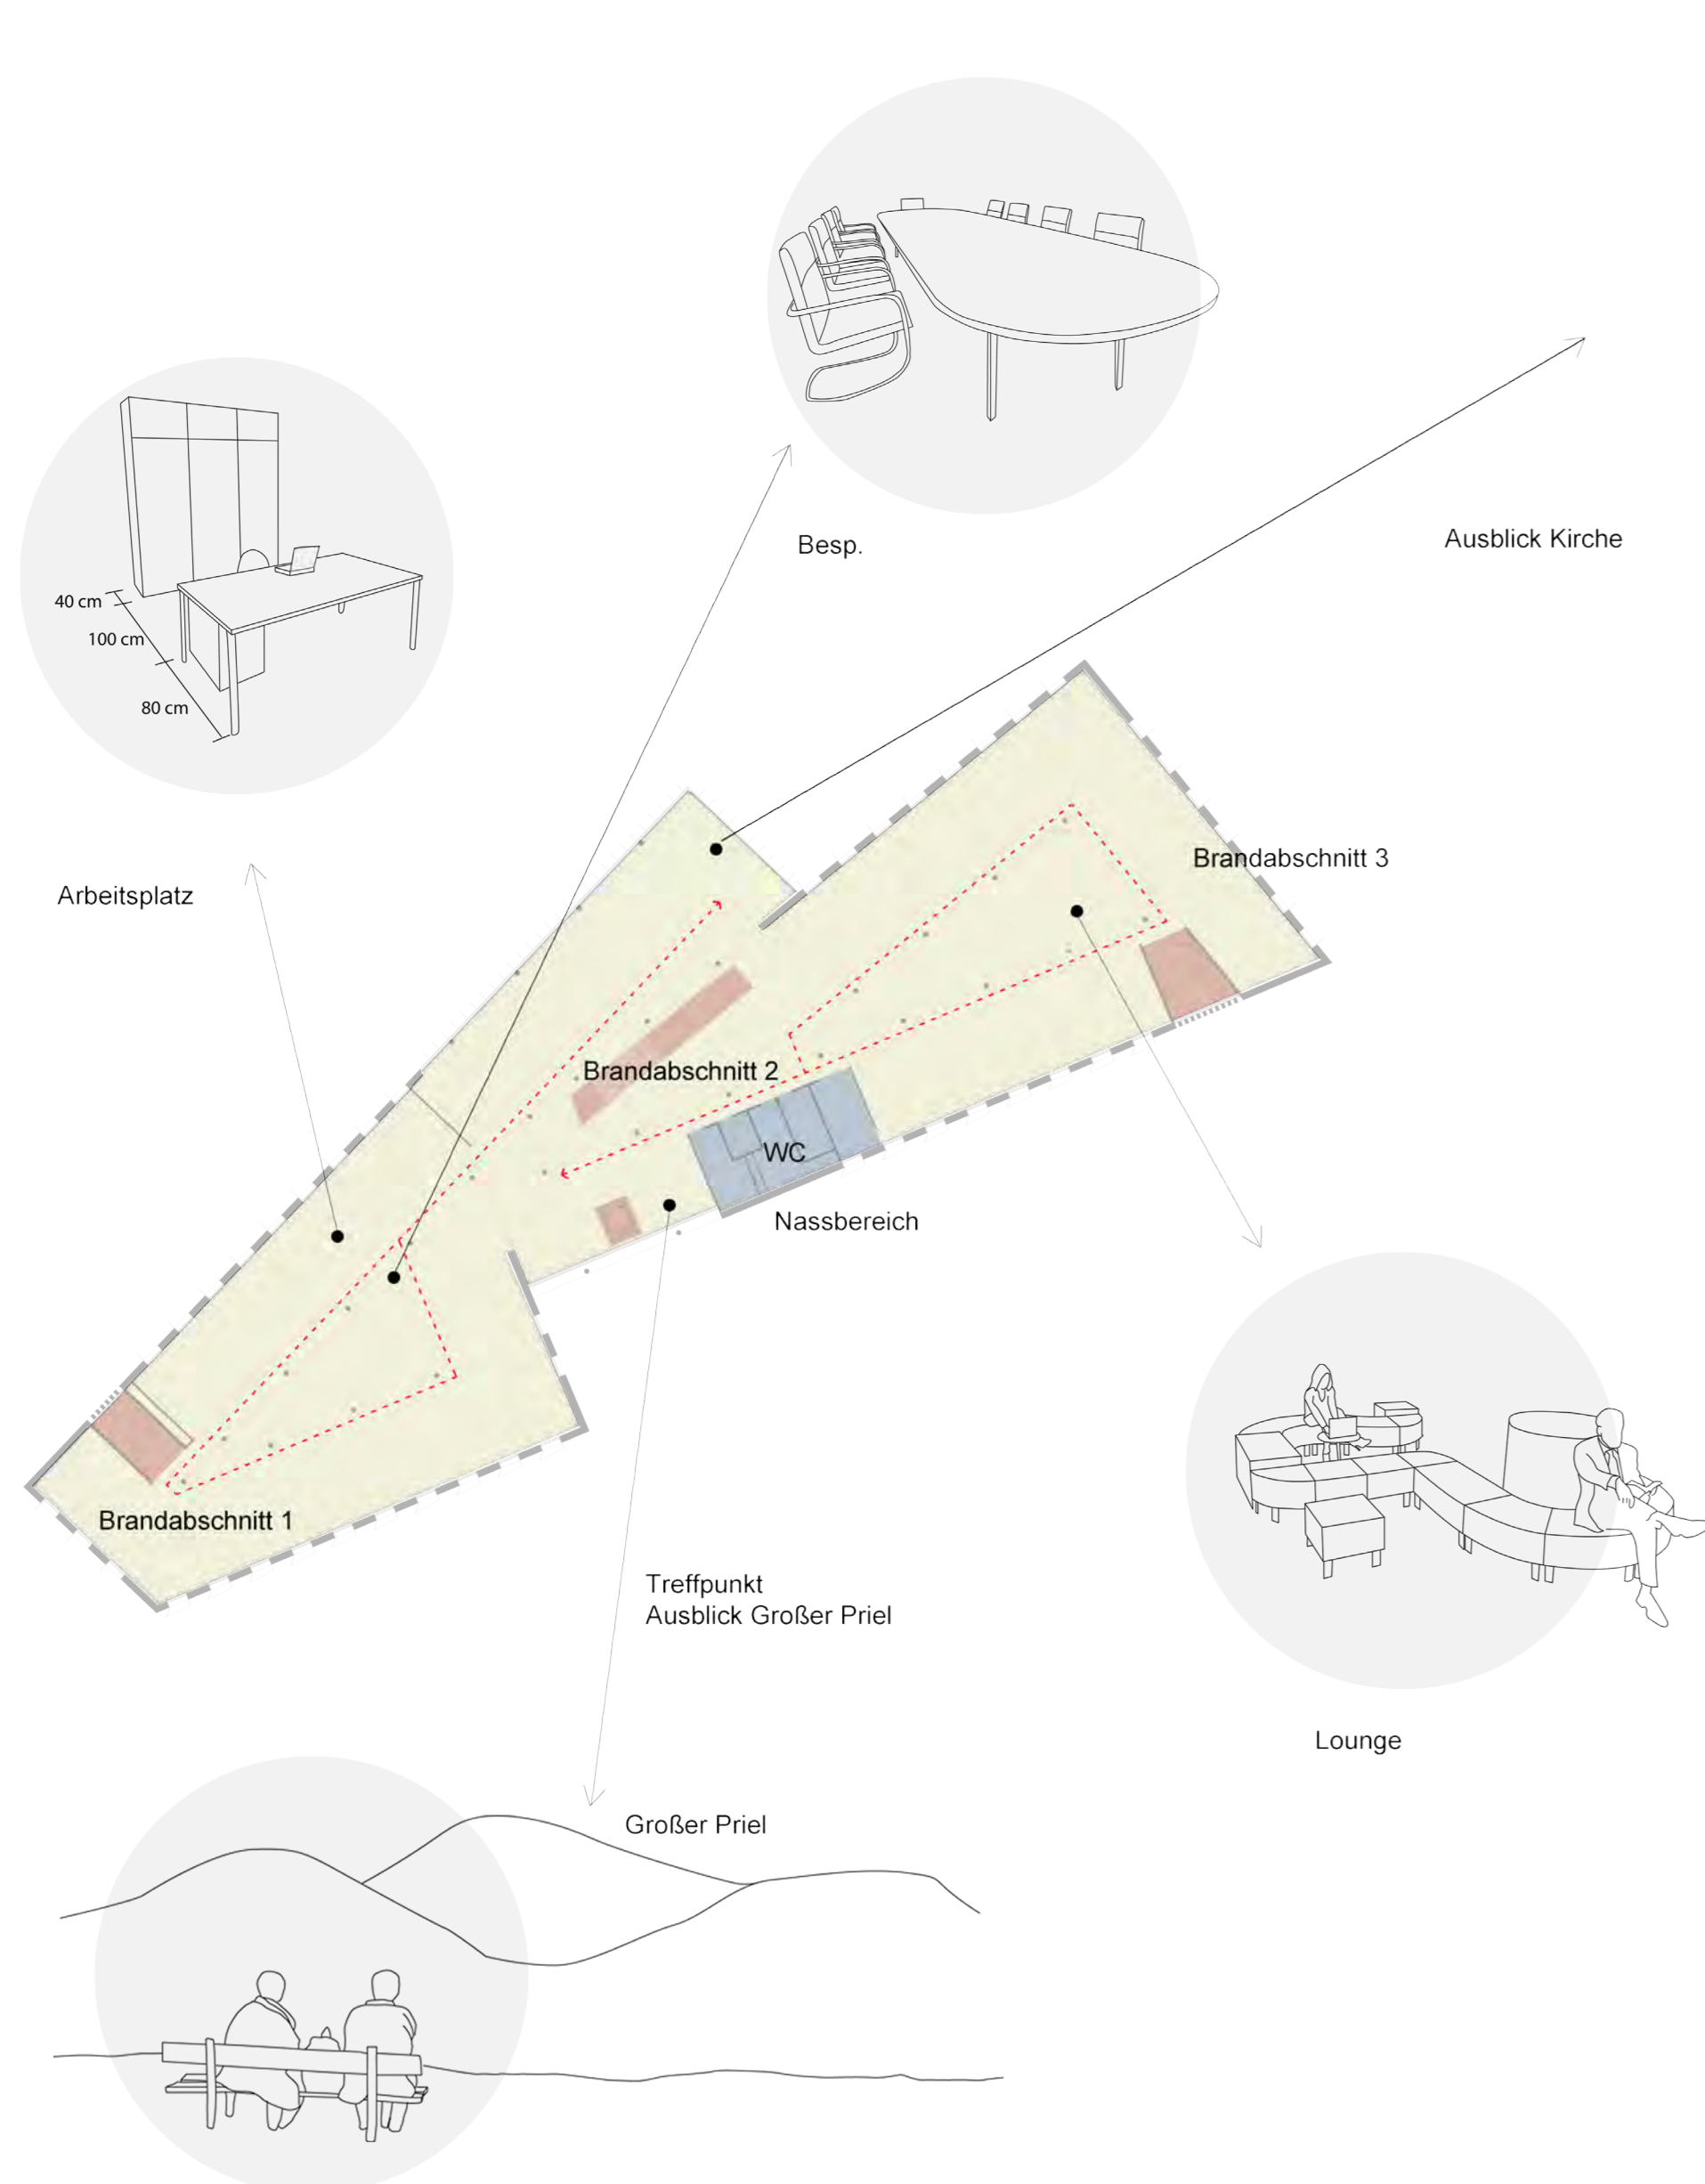 Besp.
Ausblick Kirche
40 cm
100 cm
80 cm
Arbeitsplatz
Brandabschnitt 3
Brandabschnitt 2
WC
Nassbereich
Brandabschnitt 1
Treffpunkt
Ausblick Großer Priel
Lounge
Großer Priel